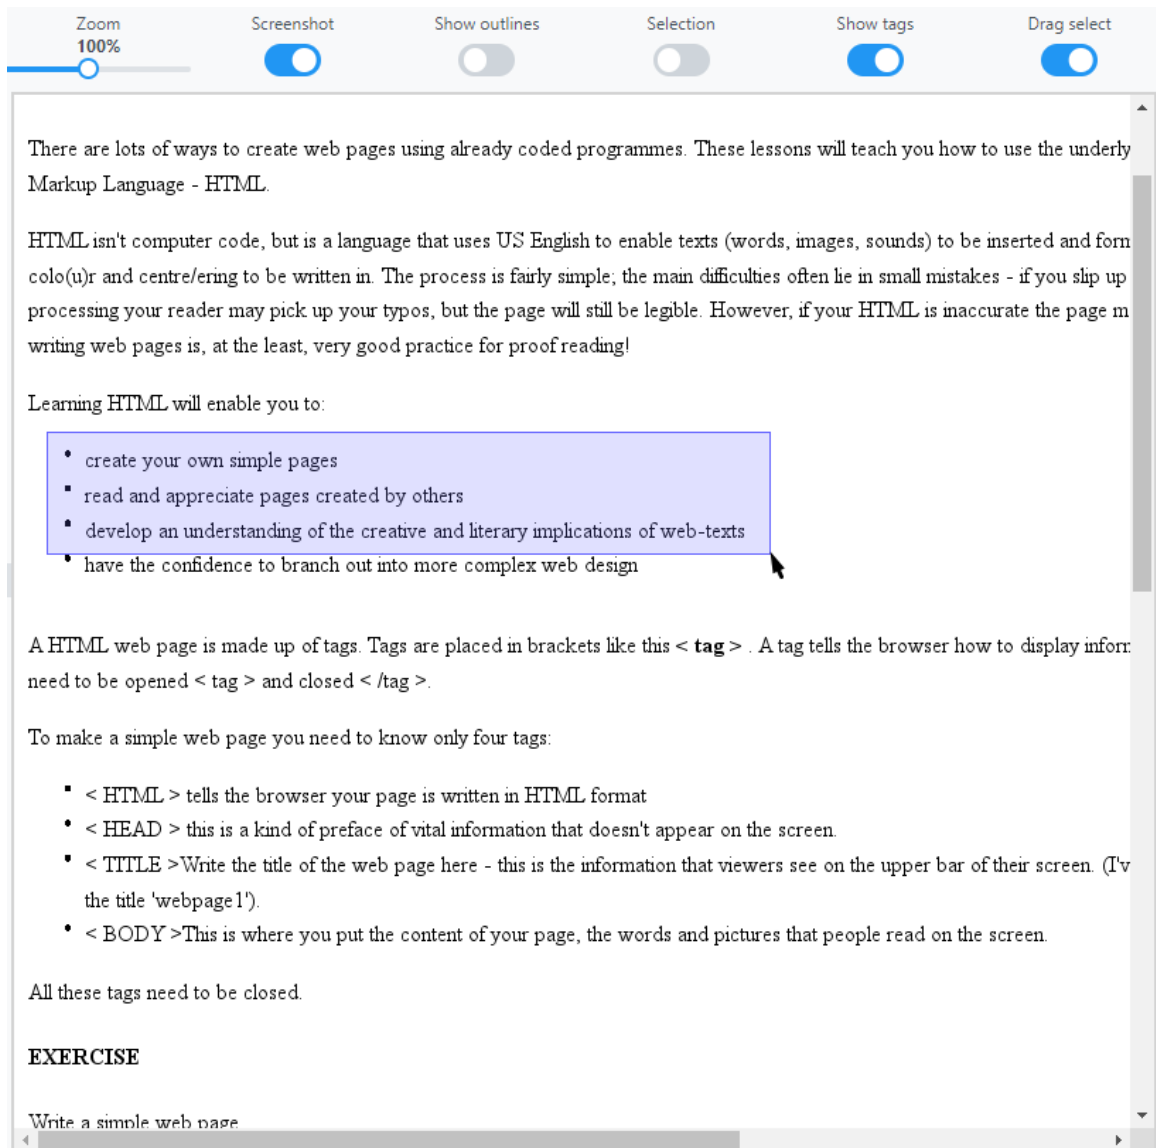 Zoom Screenshot Show outlines Selection Show tags Drag select
100%
There are lots of ways to create web pages using already coded programmes. These lessons will teach you how to use the underly
Markup Language - HTML.
HTML isn't computer code, but is a language that uses US English to enable texts (words, images, sounds) to be inserted and
colo(u)r and centre/ering to be written in. The process is fairly simple; the main difficulties often lie in small mistakes - if you slip up
processing your reader may pick up your typos, but the page will still be legible. However, if your HTML is inaccurate the page m
writing web pages is, at the least, very good practice for proof reading!
Learning HTML will enable you to:
• create your own simple pages
• read and appreciate pages created by others
• develop an understanding of the creative and literary implications of web-texts
• have the confidence to branch out into more complex web design
A HTML web page is made up of tags. Tags are placed in brackets like this < tag > . A tag tells the browser how to display
need to be opened < tag > and closed < /tag >.
To make a simple web page you need to know only four tags:
• < HTML > tells the browser your page is written in HTML format
• < HEAD > this is a kind of preface of vital information that doesn't appear on the screen.
• < TITLE >Write the title of the web page here - this is the information that viewers see on the upper bar of their screen. (I'v
the title 'webpage1').
• < BODY >This is where you put the content of your page, the words and pictures that people read on the screen.
All these tags need to be closed.
EXERCISE
Write a simple web page